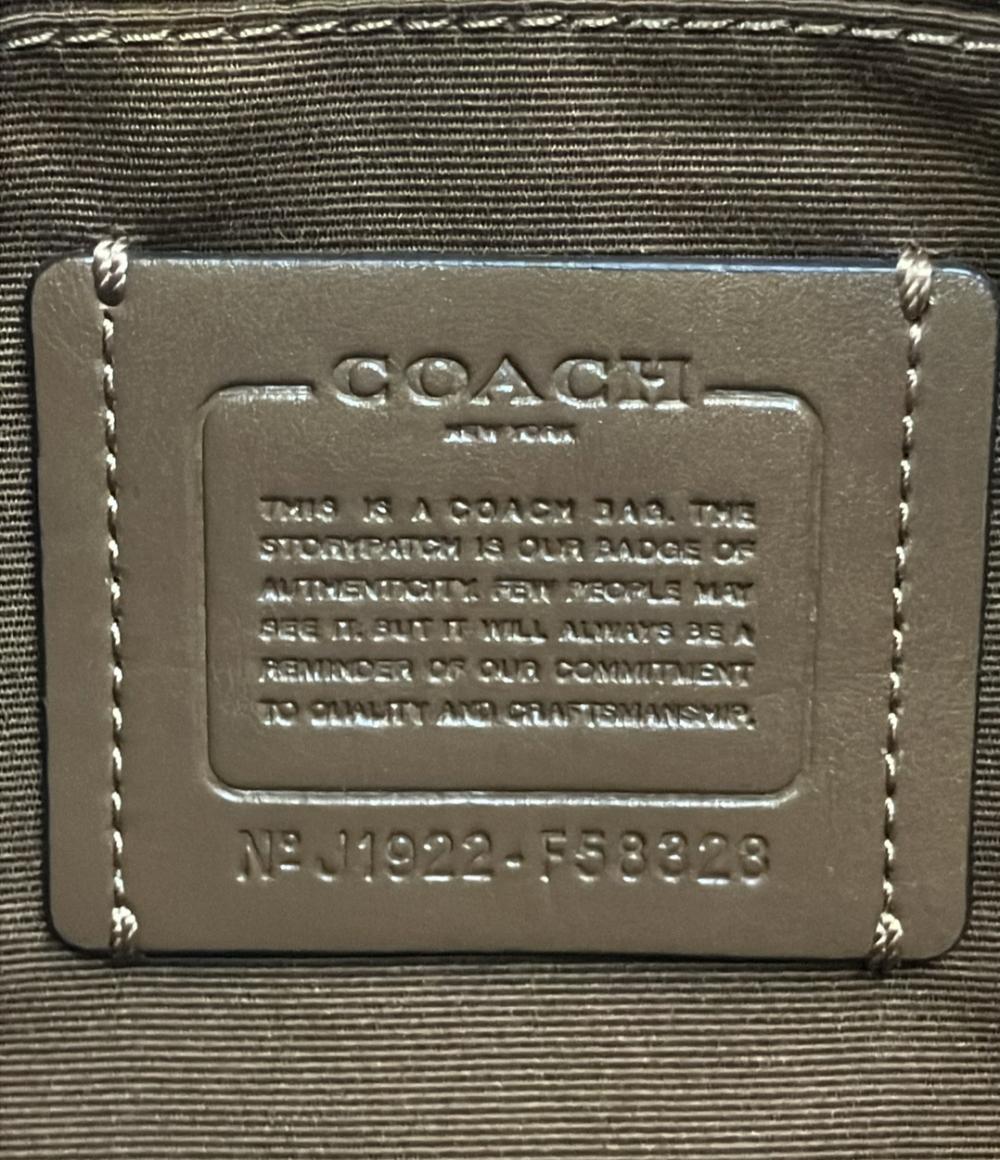 COACH
NEW YORK
THIS IS A COACH BAG. THE
STORYPATCH IS OUR BADGE OF
AUTHENTICITY. FEW PEOPLE MAY
SEE IT. BUT IT WILL ALWAYS BE A
REMINDER OF OUR COMMITMENT
TO QUALITY AND CRAFTSMANSHIP.
Nº J1922-F58328